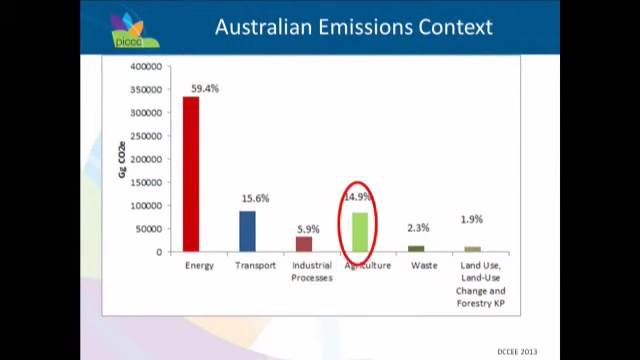 piccc
Australian Emissions Context
400000
350000
300000
250000
200000
150000
100000
50000
0
Gg CO2e
59.4%
15.6%
5.9%
14.9%
2.3%
1.9%
Energy
Transport
Industrial
Processes
Agriculture
Waste
Land Use,
Land-Use
Change and
Forestry KP
DCCEE 2013